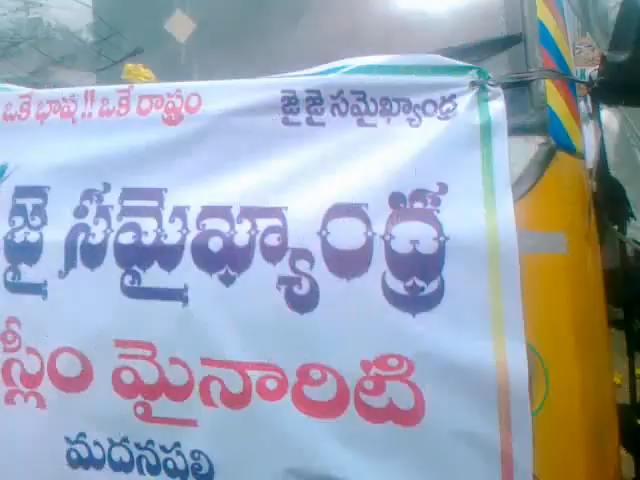 ఒకే భాష !! ఒకే రాష్ట్రం జై జై సమైఖ్యాంధ్ర
జై సమైఖ్యాంధ్ర
స్లీం మైనారిటి
మదనపలి